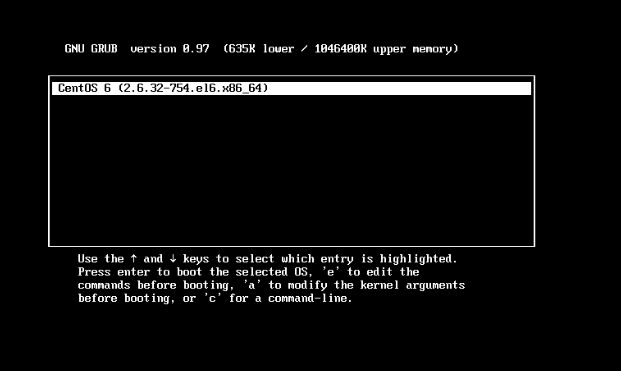 GNU GRUB  version 0.97  (635K lower / 1046400K upper memory)
CentOS 6 (2.6.32-754.el6.x86_64)
Use the ↑ and ↓ keys to select which entry is highlighted.
Press enter to boot the selected OS, 'e' to edit the
commands before booting, 'a' to modify the kernel arguments
before booting, or 'c' for a command-line.